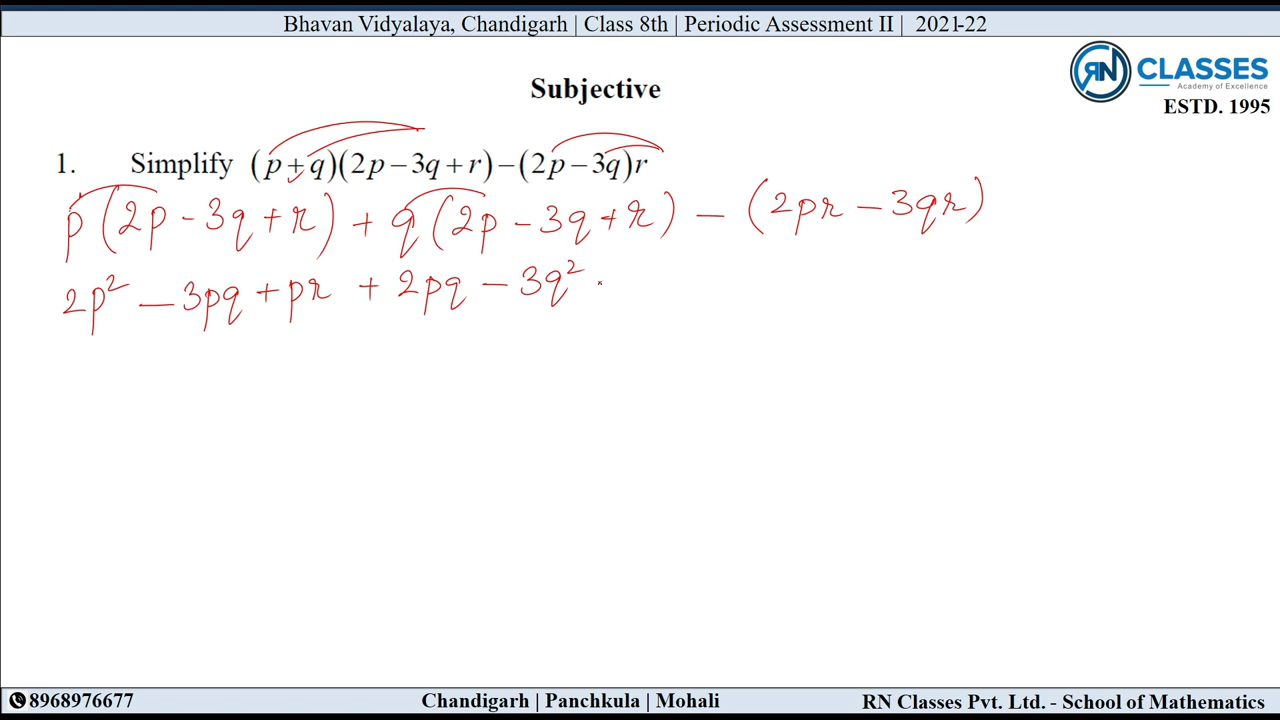 Bhavan Vidyalaya, Chandigarh | Class 8th | Periodic Assessment II | 2021-22
RN CLASSES
Academy of Excellence
ESTD. 1995
Subjective
1. Simplify (p+q)(2p−3q+r)−(2p−3q)r
p(2p - 3q + r) + q(2p - 3q + r) - (2pr - 3qr)
2p² - 3pq + pr + 2pq - 3q²
8968976677
Chandigarh | Panchkula | Mohali
RN Classes Pvt. Ltd. - School of Mathematics